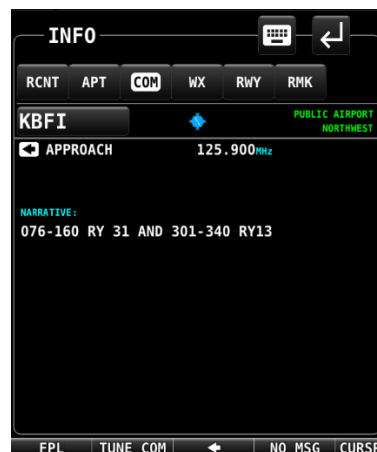 INFO
RCNT APT COM WX RWY RMK
KBFI
PUBLIC AIRPORT
NORTHWEST
APPROACH 125.900MHz
NARRATIVE:
076-160 RY 31 AND 301-340 RY13
FPL TUNE COM NO MSG CURSR